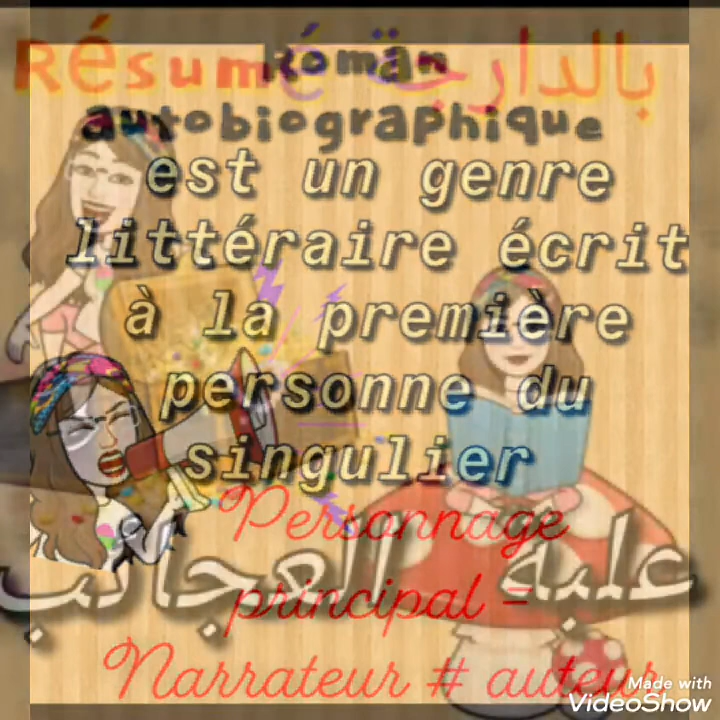 Résumé بالدارجة
Roman
autobiographique
est un genre
littéraire écrit
à la première
personne du
singulier
Personnage
علبة العجائب
principal =
Narrateur # auteur
Made with
VideoShow